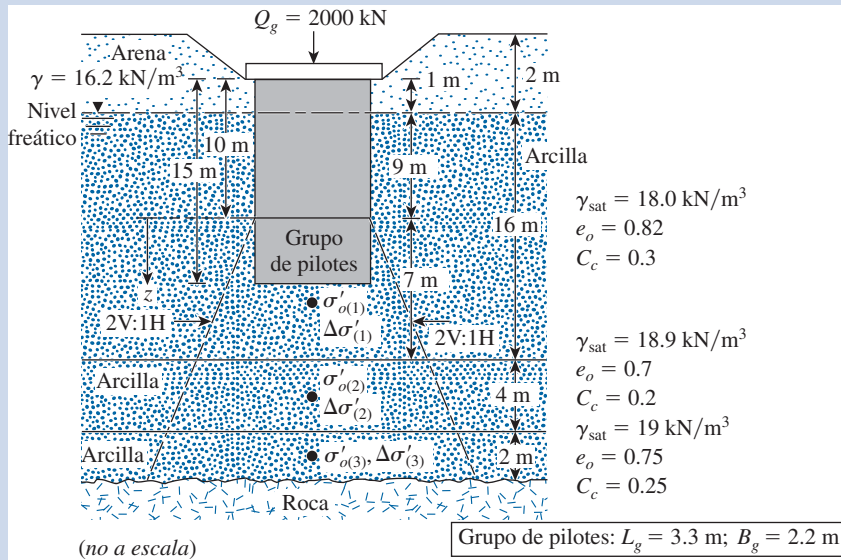 Q_g = 2000 kN
Arena
γ = 16.2 kN/m³
1 m
2 m
Nivel
freático
10 m
15 m
9 m
Arcilla
γ_sat = 18.0 kN/m³
e_o = 0.82
C_c = 0.3
16 m
Grupo
de pilotes
7 m
z
σ′_o(1),
Δσ′_(1)
2V:1H
2V:1H
γ_sat = 18.9 kN/m³
e_o = 0.7
C_c = 0.2
Arcilla
σ′_o(2),
Δσ′_(2)
4 m
γ_sat = 19 kN/m³
e_o = 0.75
C_c = 0.25
Arcilla
σ′_o(3), Δσ′_(3)
2 m
Roca
(no a escala)
Grupo de pilotes: L_g = 3.3 m; B_g = 2.2 m